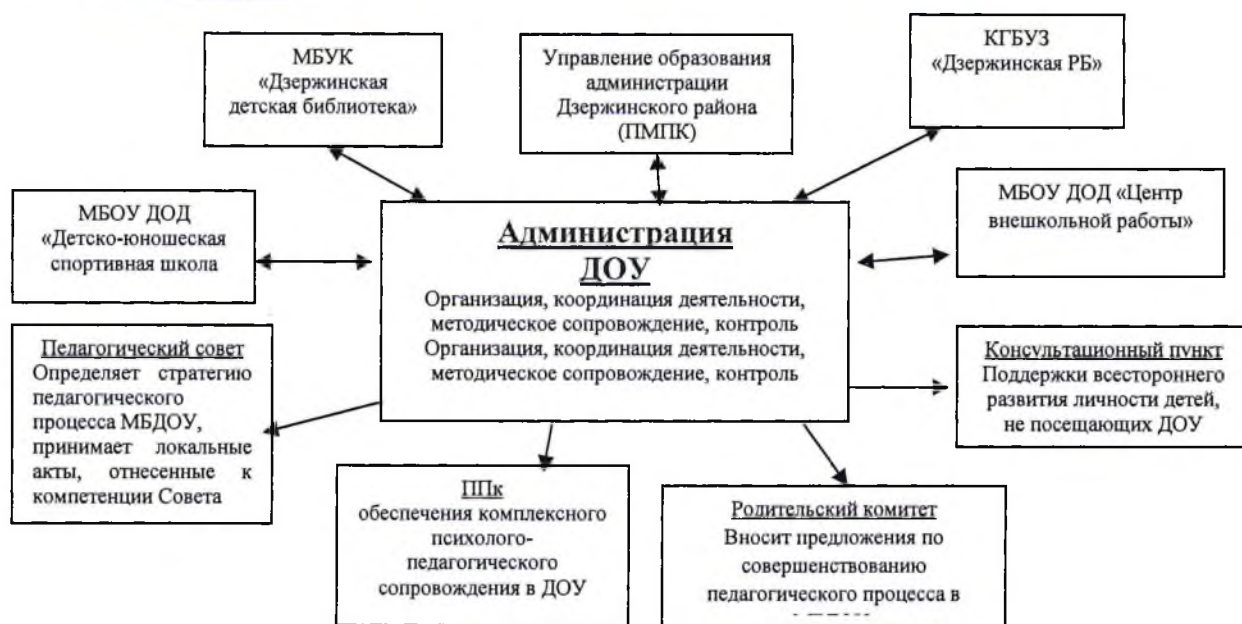 МБУК
«Дзержинская
детская библиотека»
Управление образования
администрации
Дзержинского района
(ПМПК)
КГБУЗ
«Дзержинская РБ»
МБОУ ДОД
«Детско-юношеская
спортивная школа
Администрация
ДОУ
Организация, координация деятельности,
методическое сопровождение, контроль
Организация, координация деятельности,
методическое сопровождение, контроль
МБОУ ДОД «Центр
внешкольной работы»
Педагогический совет
Определяет стратегию
педагогического
процесса МБДОУ,
принимает локальные
акты, отнесенные к
компетенции Совета
Консультационный пункт
Поддержки всестороннего
развития личности детей,
не посещающих ДОУ
ППк
обеспечения комплексного
психолого-
педагогического
сопровождения в ДОУ
Родительский комитет
Вносит предложения по
совершенствованию
педагогического процесса в